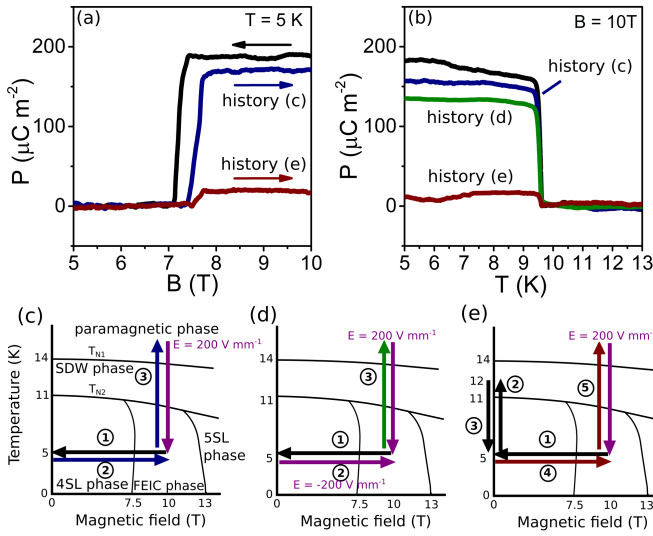 (a)
T = 5 K
200
100
0
P (μC m⁻²)
history (c)
history (e)
5 6 7 8 9 10
B (T)
(b)
B = 10T
200
100
0
P (μC m⁻²)
history (c)
history (d)
history (e)
5 6 7 8 9 10 11 12 13
T (K)
(c)
paramagnetic phase
E = 200 V mm⁻¹
T_N1
SDW phase
③
T_N2
①
②
5SL
phase
4SL phase
FEIC phase
14
11
5
0
Temperature (K)
7.5 10 13
Magnetic field (T)
(d)
E = 200 V mm⁻¹
③
①
②
E = -200 V mm⁻¹
14
11
5
0
7.5 10 13
Magnetic field (T)
(e)
E = 200 V mm⁻¹
②
⑤
③
①
④
14
12
11
5
0
7.5 10 13
Magnetic field (T)